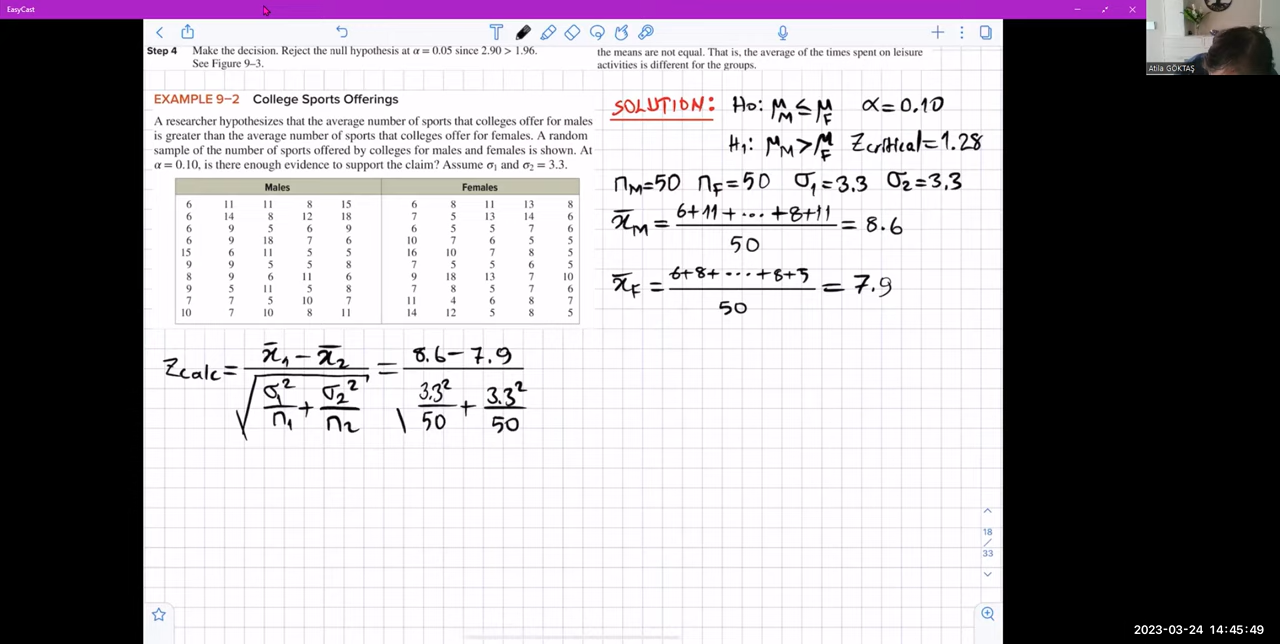 EasyCast
Step 4 Make the decision. Reject the null hypothesis at α = 0.05 since 2.90 > 1.96.
See Figure 9–3.
the means are not equal. That is, the average of the times spent on leisure
activities is different for the groups.
EXAMPLE 9–2 College Sports Offerings
A researcher hypothesizes that the average number of sports that colleges offer for males
is greater than the average number of sports that colleges offer for females. A random
sample of the number of sports offered by colleges for males and females is shown. At
α = 0.10, is there enough evidence to support the claim? Assume σ₁ and σ₂ = 3.3.
Males Females
6 11 11 8 15 6 8 11 13 8
6 14 8 12 18 7 5 13 14 6
6 9 5 6 9 6 5 5 7 6
6 9 18 7 6 10 7 6 5 5
15 6 11 5 5 16 10 7 8 5
9 9 5 5 8 7 5 5 6 5
8 9 6 11 6 9 18 13 7 10
9 5 11 5 8 7 8 5 7 6
7 7 5 10 7 11 4 6 8 7
10 7 10 8 11 14 12 5 8 5
SOLUTION: H₀: μ_M ≤ μ_F α = 0.10
H₁: μ_M > μ_F Zcritical = 1.28
n_M = 50 n_F = 50 σ₁ = 3.3 σ₂ = 3.3
x̄_M = (6+11+ ... +8+11) / 50 = 8.6
x̄_F = (6+8+ ... +8+5) / 50 = 7.9
Zcalc = (x̄₁ − x̄₂) / √(σ₁²/n₁ + σ₂²/n₂) = (8.6 − 7.9) / √(3.3²/50 + 3.3²/50)
18
/
33
Atila GÖKTAŞ
2023-03-24 14:45:49